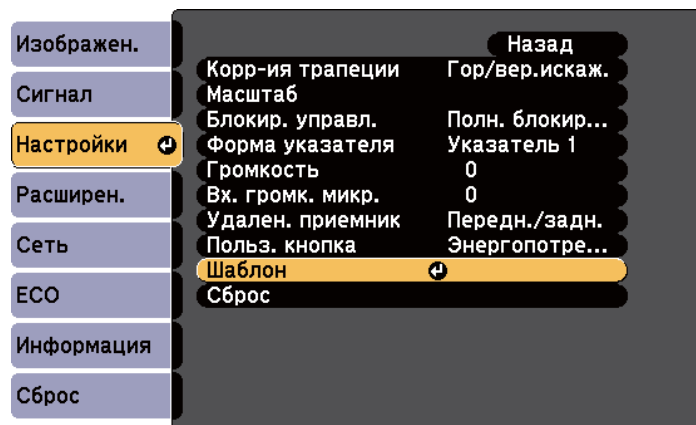 Изображен.
Сигнал
Настройки
Расширен.
Сеть
ECO
Информация
Сброс
Назад
Корр-ия трапеции Гор/вер.искаж.
Масштаб
Блокир. управл. Полн. блокир...
Форма указателя Указатель 1
Громкость 0
Вх. громк. микр. 0
Удален. приемник Передн./задн.
Польз. кнопка Энергопотре...
Шаблон
Сброс